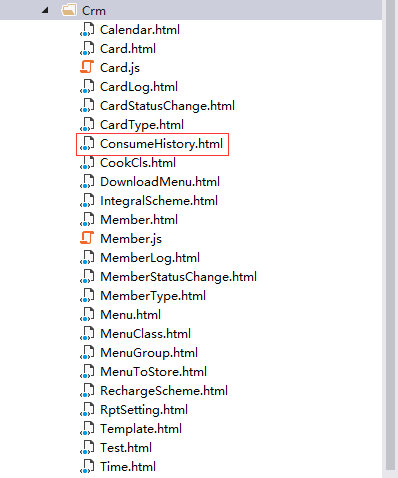 Crm
Calendar.html
Card.html
Card.js
CardLog.html
CardStatusChange.html
CardType.html
ConsumeHistory.html
CookCls.html
DownloadMenu.html
IntegralScheme.html
Member.html
Member.js
MemberLog.html
MemberStatusChange.html
MemberType.html
Menu.html
MenuClass.html
MenuGroup.html
MenuToStore.html
RechargeScheme.html
RptSetting.html
Template.html
Test.html
Time.html